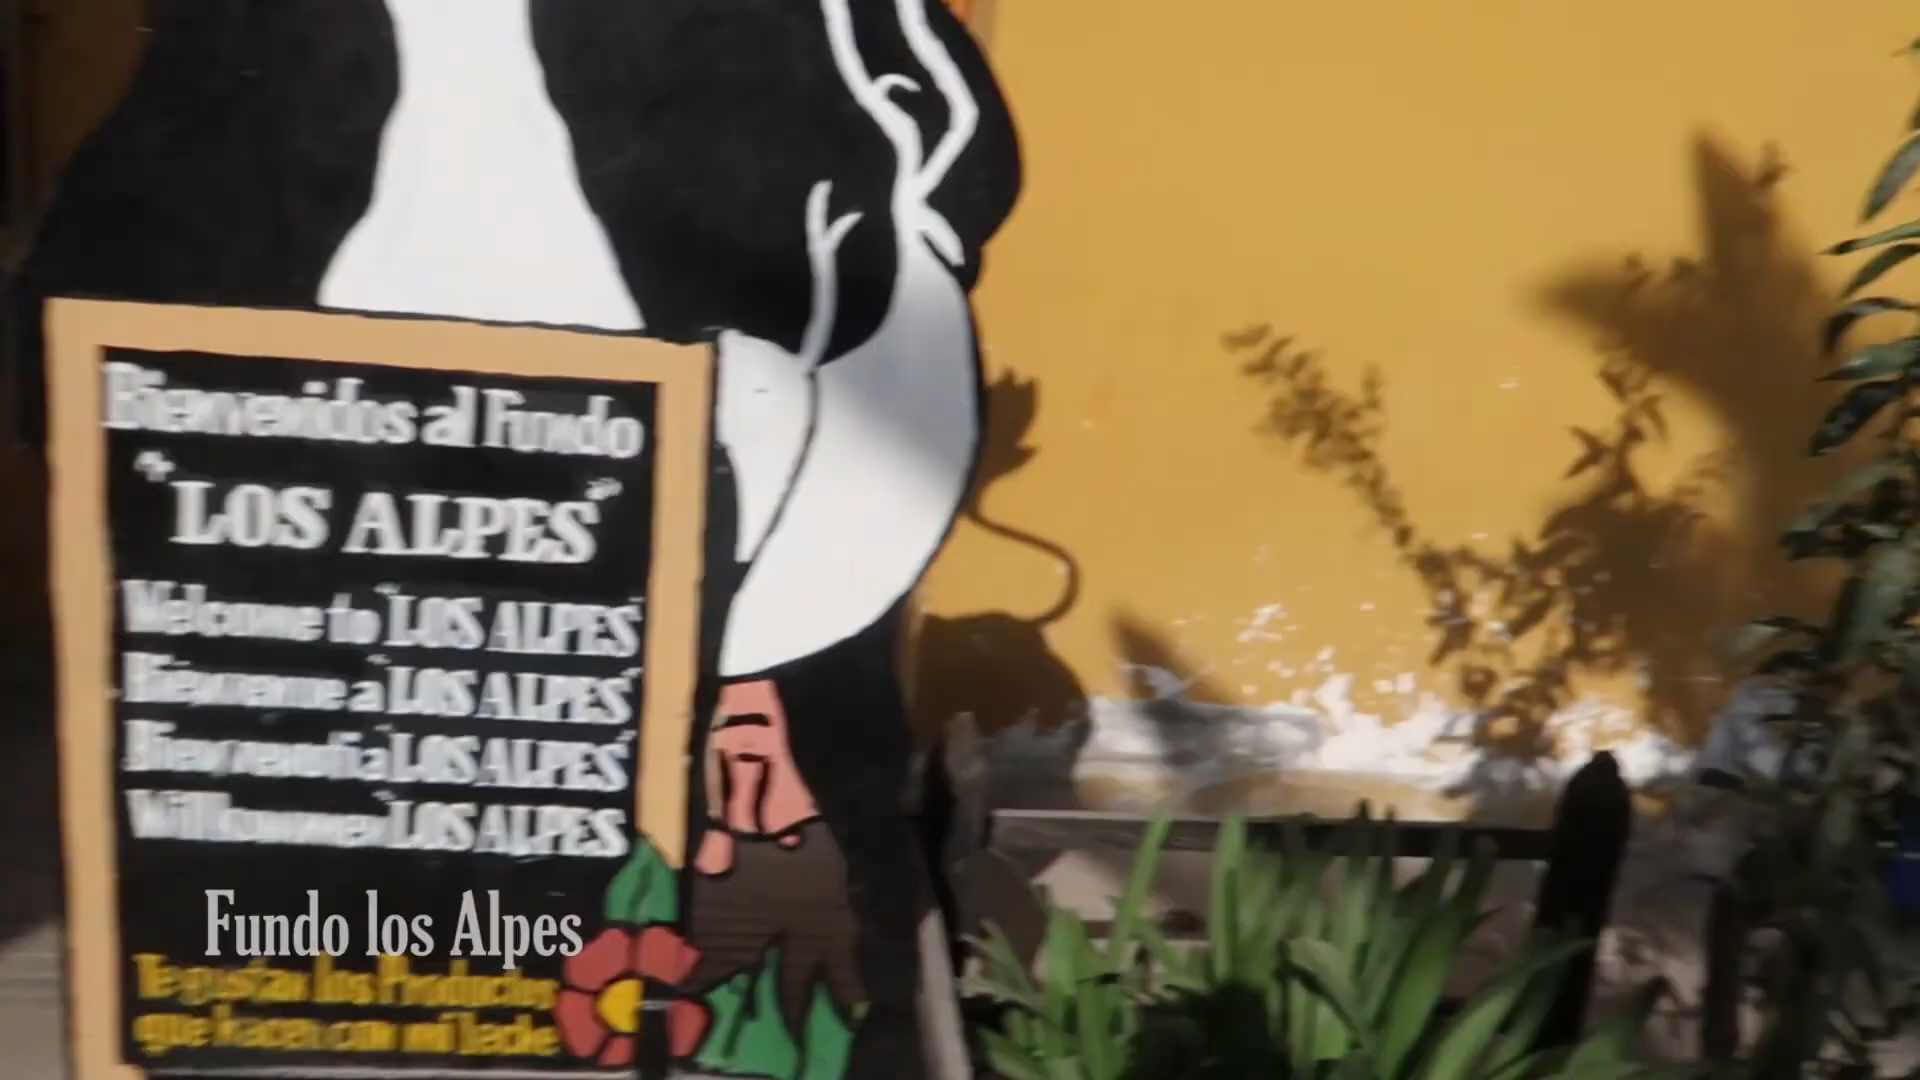 Bienvenidos al Fundo
"LOS ALPES"
Welcome to "LOS ALPES"
Bienvenue a "LOS ALPES"
"LOS ALPES"
Willkommen "LOS ALPES"
Fundo los Alpes
Te gustan los Productos
que hacen con mi leche